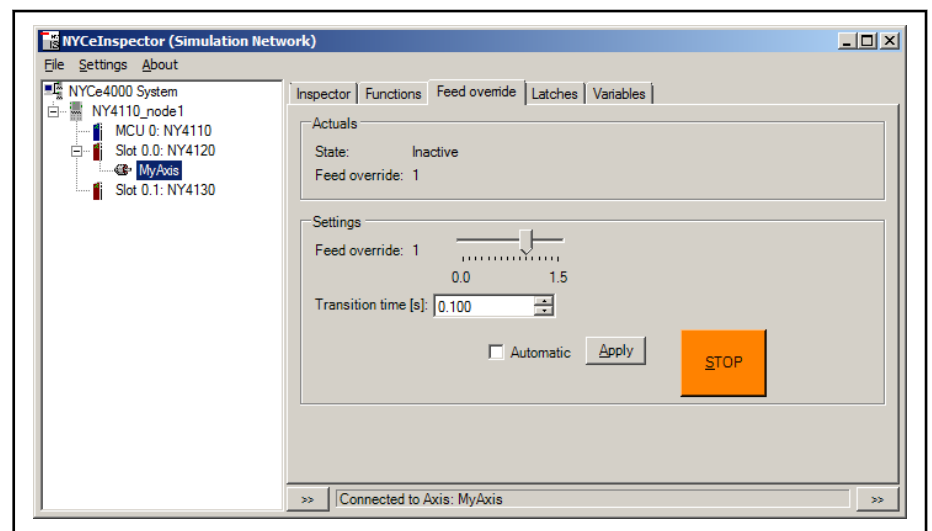 NYCeInspector (Simulation Network)
File Settings About
NYCe4000 System
NY4110_node1
MCU 0: NY4110
Slot 0.0: NY4120
MyAxis
Slot 0.1: NY4130
Inspector Functions Feed override Latches Variables
Actuals
State: Inactive
Feed override: 1
Settings
Feed override: 1
0.0 1.5
Transition time [s]: 0.100
Automatic Apply STOP
>> Connected to Axis: MyAxis >>